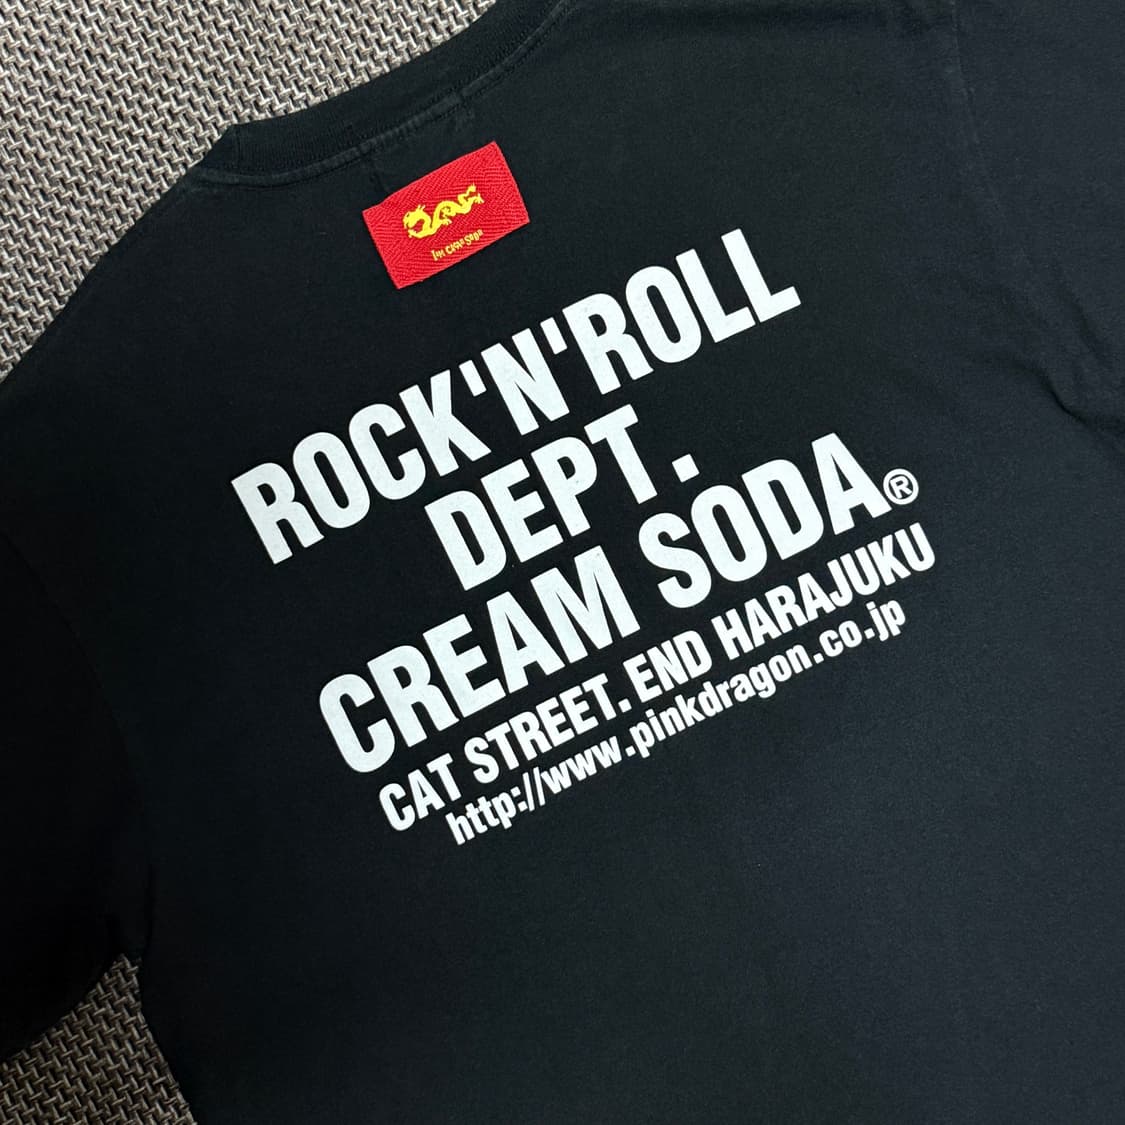 ROCK'N'ROLL
DEPT.
CREAM SODA®
CAT STREET. END HARAJUKU
http://www.pinkdragon.co.jp